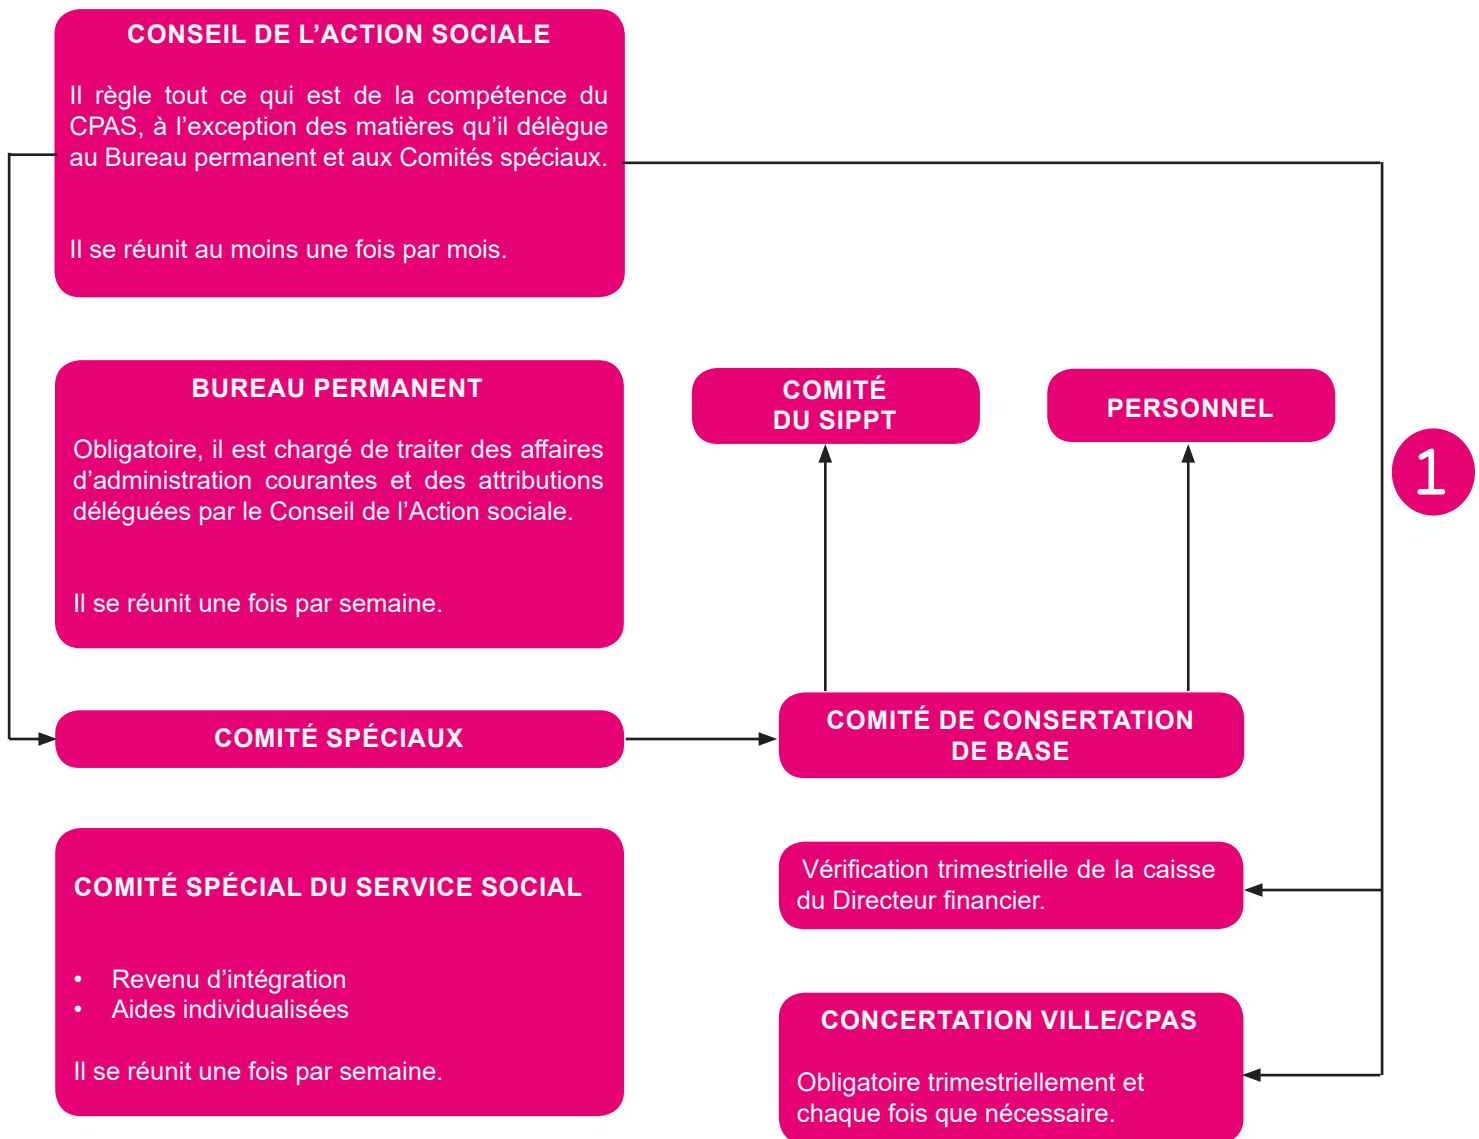 CONSEIL DE L’ACTION SOCIALE
Il règle tout ce qui est de la compétence du
CPAS, à l’exception des matières qu’il délègue
au Bureau permanent et aux Comités spéciaux.
Il se réunit au moins une fois par mois.
BUREAU PERMANENT
Obligatoire, il est chargé de traiter des affaires
d’administration courantes et des attributions
déléguées par le Conseil de l’Action sociale.
Il se réunit une fois par semaine.
COMITÉ
DU SIPPT
PERSONNEL
1
COMITÉ SPÉCIAUX
COMITÉ DE CONSERTATION
DE BASE
COMITÉ SPÉCIAL DU SERVICE SOCIAL
• Revenu d’intégration
• Aides individualisées
Il se réunit une fois par semaine.
Vérification trimestrielle de la caisse
du Directeur financier.
CONCERTATION VILLE/CPAS
Obligatoire trimestriellement et
chaque fois que nécessaire.